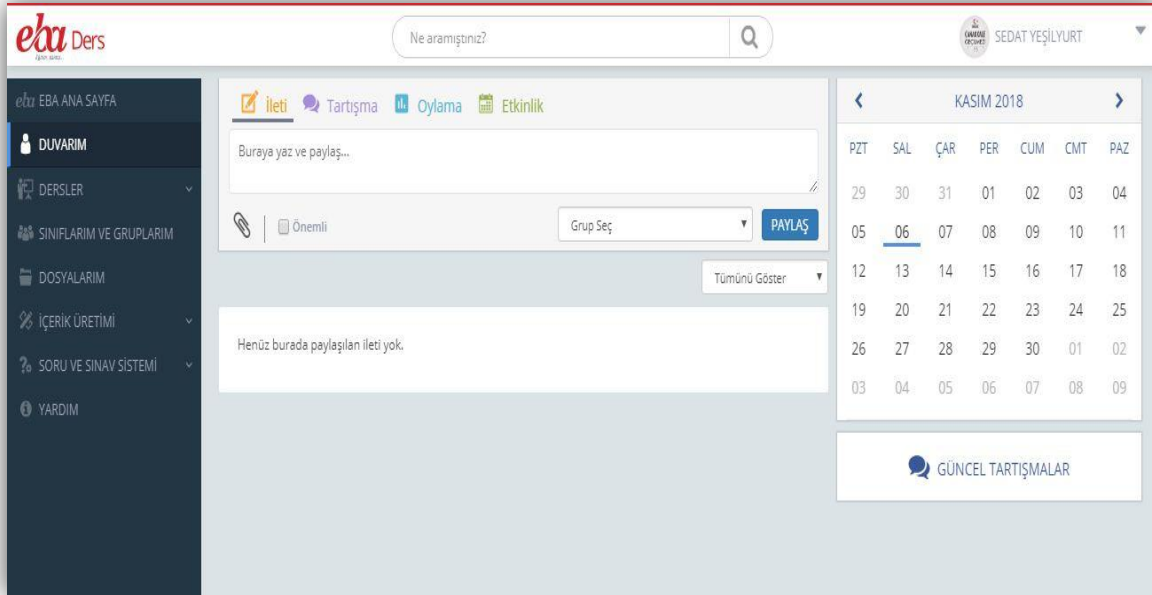 eba Ders
Ne aramıştınız?
SEDAT YEŞİLYURT
eba EBA ANA SAYFA
DUVARIM
DERSLER
SINIFLARIM VE GRUPLARIM
DOSYALARIM
İÇERİK ÜRETİMİ
SORU VE SINAV SİSTEMİ
YARDIM
İleti Tartışma Oylama Etkinlik
Buraya yaz ve paylaş...
Önemli Grup Seç PAYLAŞ
Tümünü Göster
Henüz burada paylaşılan ileti yok.
KASIM 2018
PZT SAL ÇAR PER CUM CMT PAZ
29 30 31 01 02 03 04
05 06 07 08 09 10 11
12 13 14 15 16 17 18
19 20 21 22 23 24 25
26 27 28 29 30 01 02
03 04 05 06 07 08 09
GÜNCEL TARTIŞMALAR